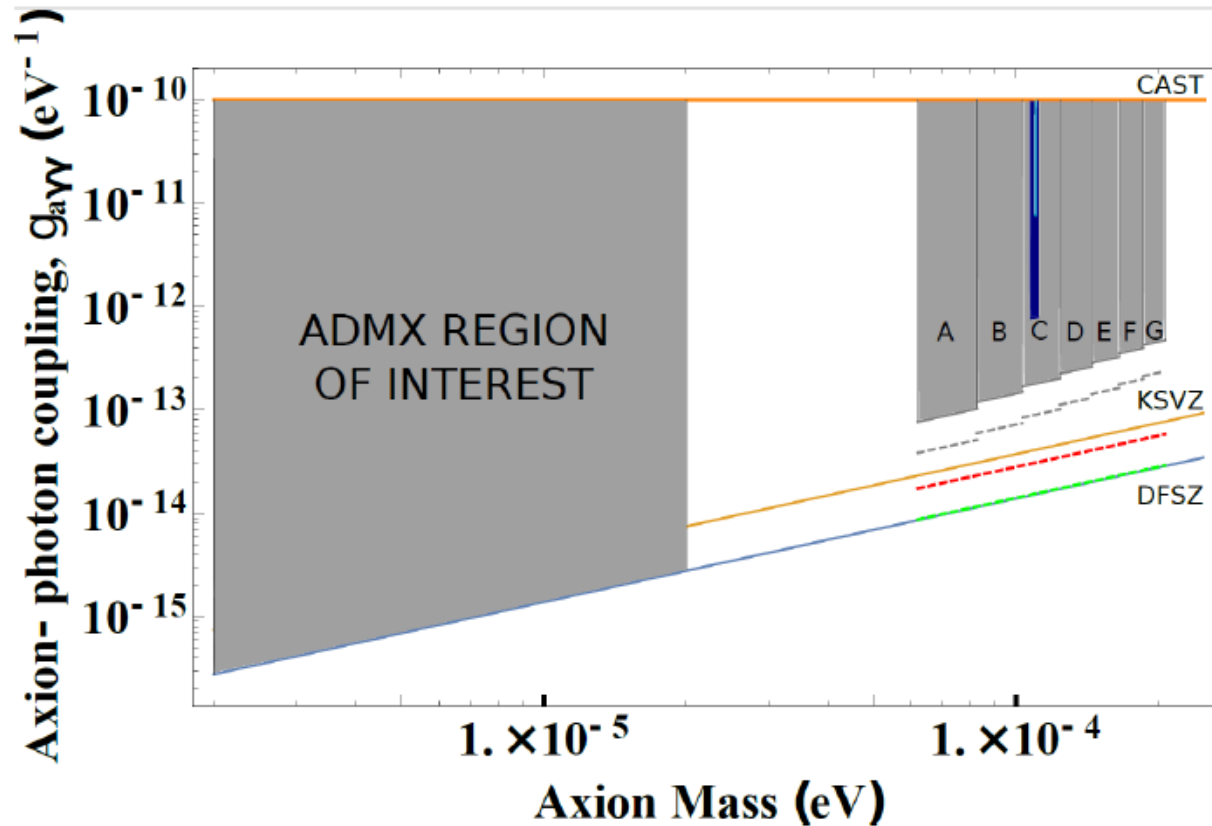 Axion- photon coupling, gaγγ (eV⁻¹)
10⁻¹⁰
10⁻¹¹
10⁻¹²
10⁻¹³
10⁻¹⁴
10⁻¹⁵
CAST
ADMX REGION
OF INTEREST
A B C D E F G
KSVZ
DFSZ
1. ×10⁻⁵ 1. ×10⁻⁴
Axion Mass (eV)